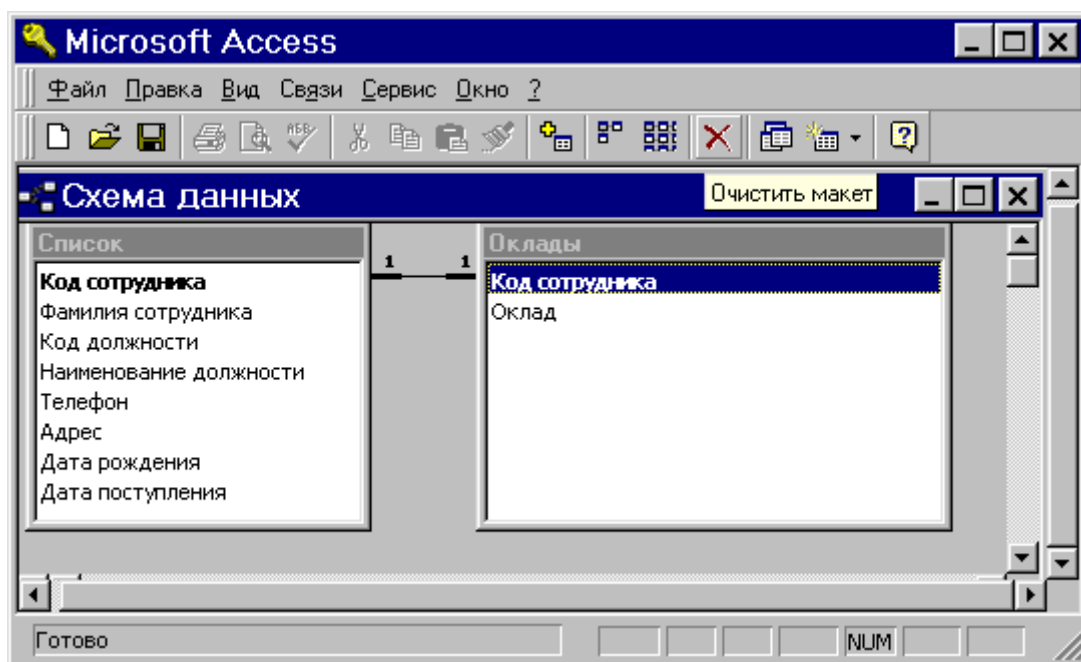 Microsoft Access
Файл Правка Вид Связи Сервис Окно ?
Схема данных
Очистить макет
Список
Код сотрудника
Фамилия сотрудника
Код должности
Наименование должности
Телефон
Адрес
Дата рождения
Дата поступления
1 1
Оклады
Код сотрудника
Оклад
Готово
NUM